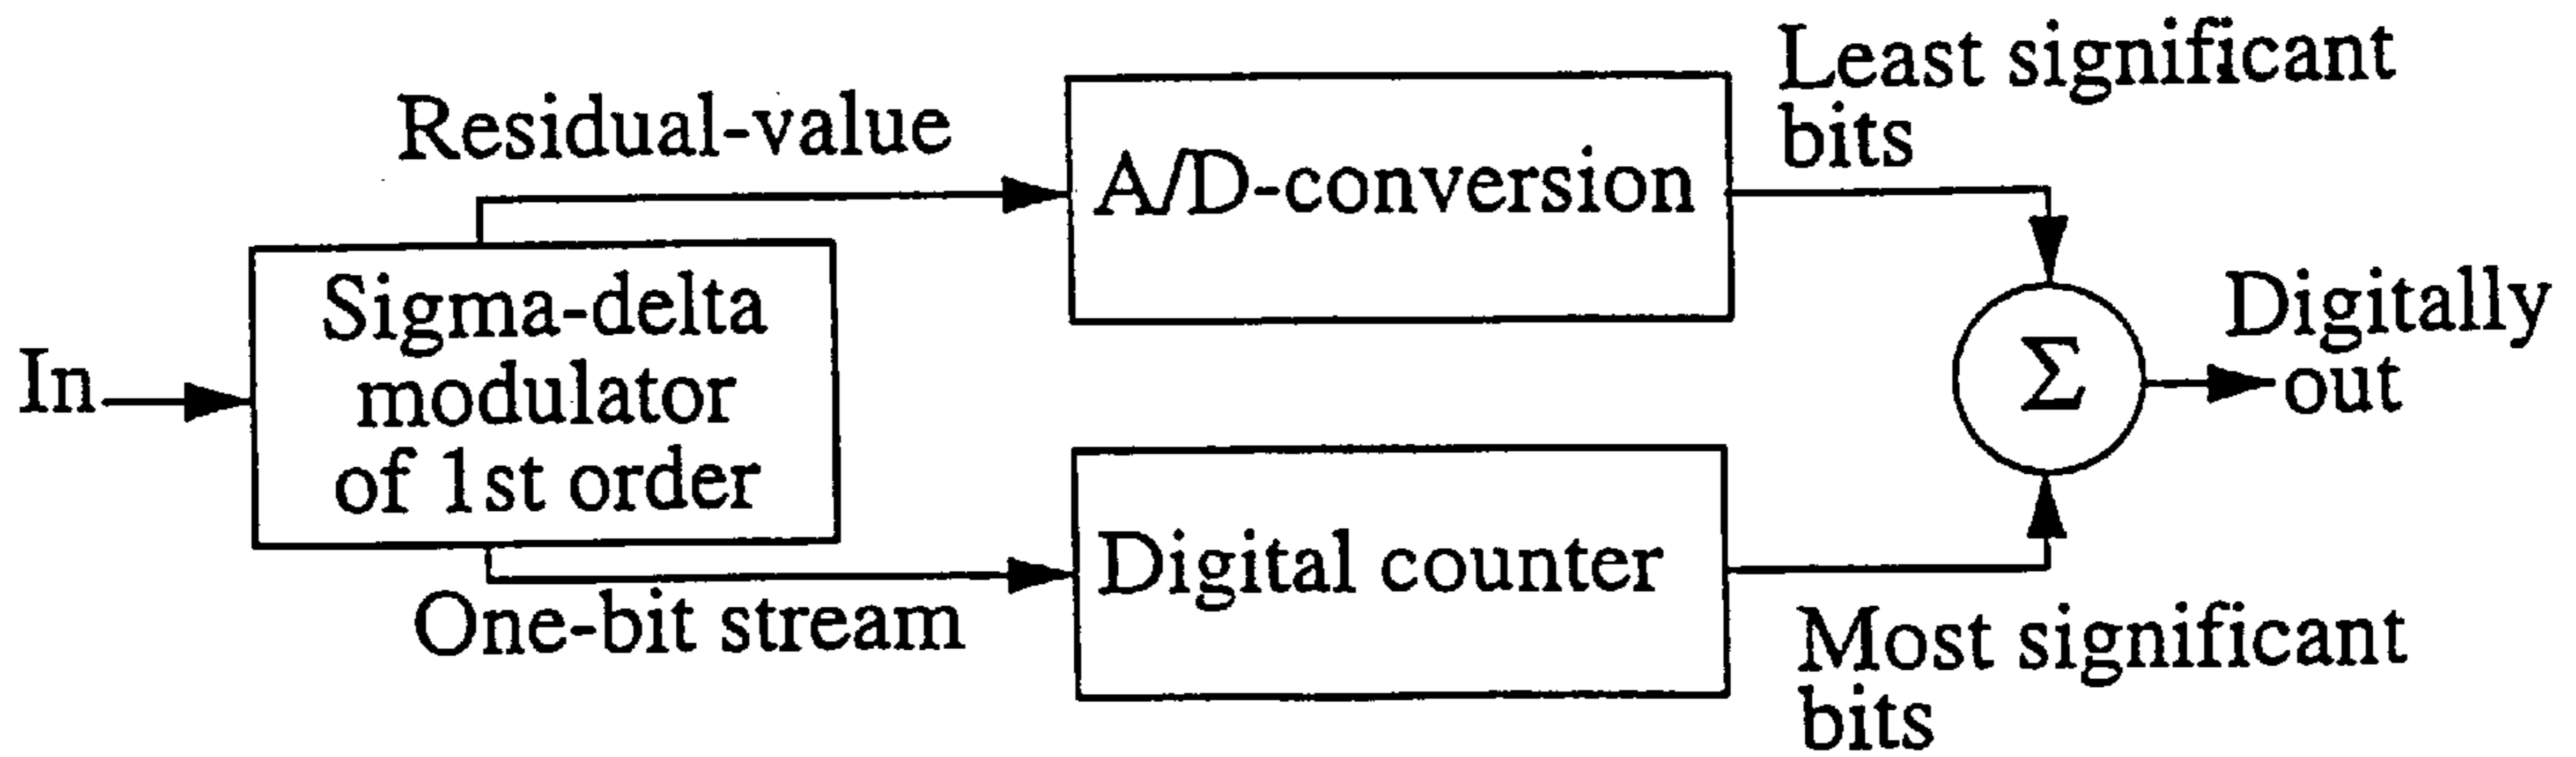 Least significant
bits
Residual-value
A/D-conversion
Sigma-delta
modulator
of 1st order
In
Σ
Digitally
out
One-bit stream
Digital counter
Most significant
bits